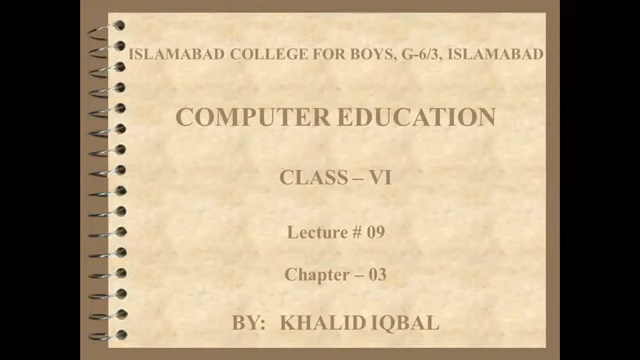 ISLAMABAD COLLEGE FOR BOYS, G-6/3, ISLAMABAD
COMPUTER EDUCATION
CLASS – VI
Lecture # 09
Chapter – 03
BY: KHALID IQBAL